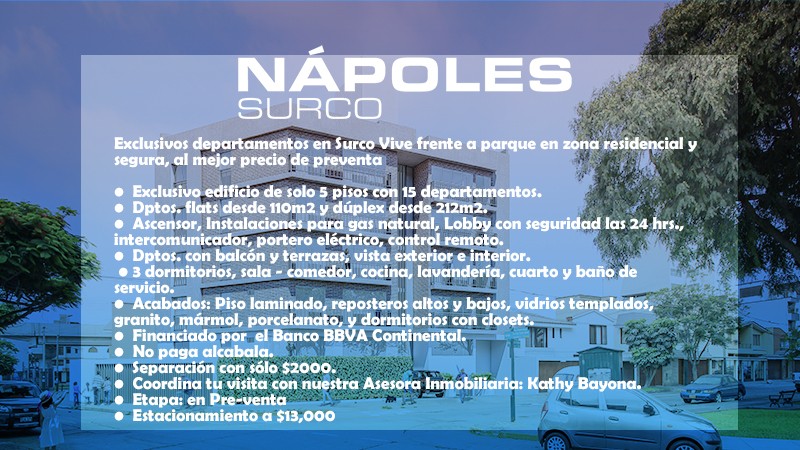 NÁPOLES
SURCO
Exclusivos departamentos en Surco Vive frente a parque en zona residencial y
segura, al mejor precio de preventa
● Exclusivo edificio de solo 5 pisos con 15 departamentos.
● Dptos. flats desde 110m2 y dúplex desde 212m2.
● Ascensor, Instalaciones para gas natural, Lobby con seguridad las 24 hrs.,
intercomunicador, portero eléctrico, control remoto.
● Dptos. con balcón y terrazas, vista exterior e interior.
● 3 dormitorios, sala - comedor, cocina, lavandería, cuarto y baño de
servicio.
● Acabados: Piso laminado, reposteros altos y bajos, vidrios templados,
granito, mármol, porcelanato, y dormitorios con closets.
● Financiado por el Banco BBVA Continental.
● No paga alcabala.
● Separación con sólo $2000.
● Coordina tu visita con nuestra Asesora Inmobiliaria: Kathy Bayona.
● Etapa: en Pre-venta
● Estacionamiento a $13,000